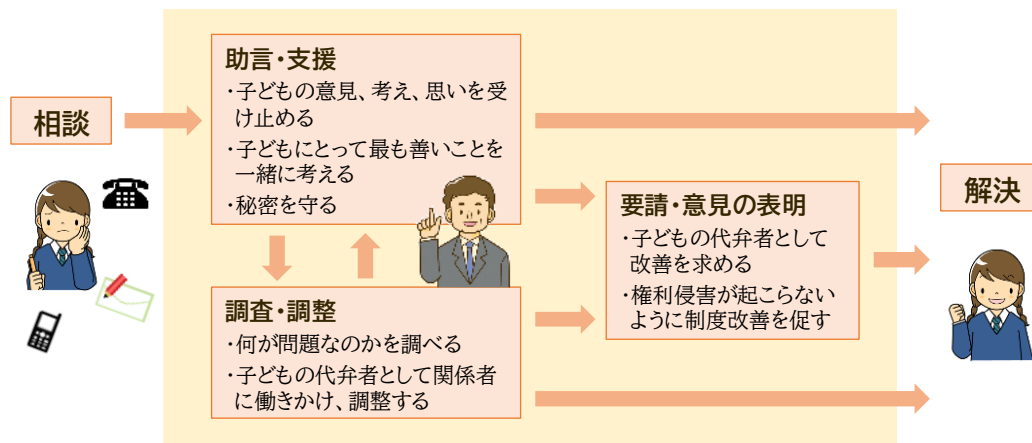 相談
助言・支援
・子どもの意見、考え、思いを受
け止める
・子どもにとって最も善いことを
一緒に考える
・秘密を守る
調査・調整
・何が問題なのかを調べる
・子どもの代弁者として関係者
に働きかけ、調整する
要請・意見の表明
・子どもの代弁者として
改善を求める
・権利侵害が起こらない
ように制度改善を促す
解決